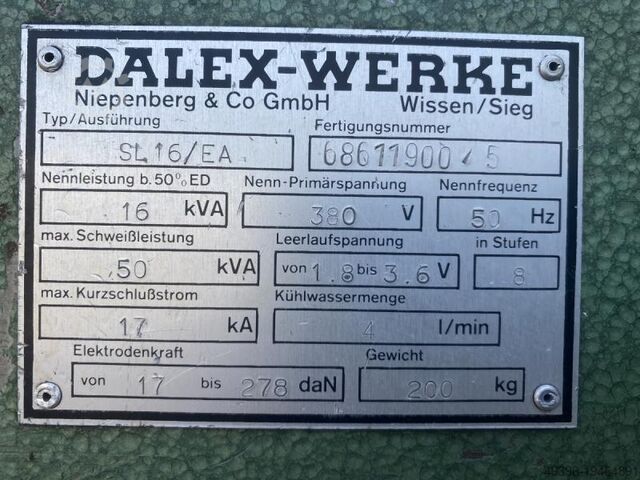 DALEX-WERKE
Niepenberg & Co GmbH Wissen/Sieg
Typ/Ausführung Fertigungsnummer
SL16/EA 68611900/5
Nennleistung b. 50% ED Nenn-Primärspannung Nennfrequenz
16 kVA 380 V 50 Hz
max. Schweißleistung Leerlaufspannung in Stufen
50 kVA von 1.8 bis 3.6 V 8
max. Kurzschlußstrom Kühlwassermenge
17 kA 4 l/min
Elektrodenkraft Gewicht
von 17 bis 278 daN 200 kg